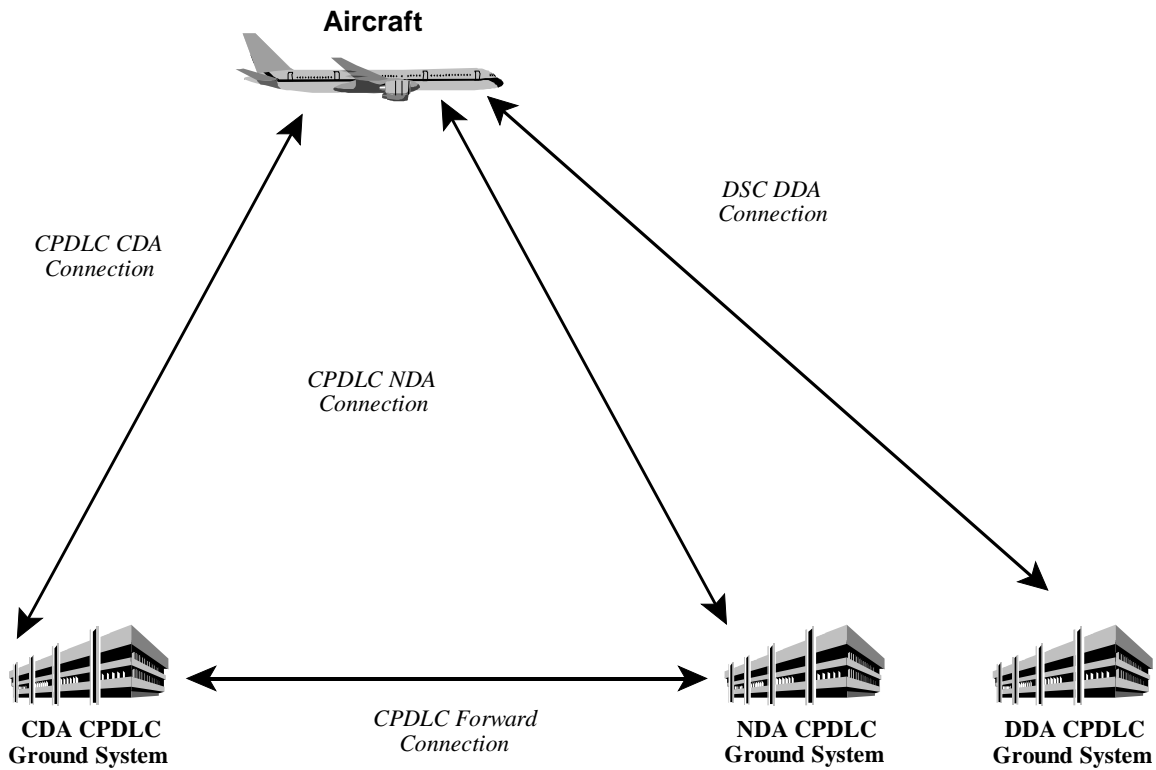 Aircraft
DSC DDA
Connection
CPDLC CDA
Connection
CPDLC NDA
Connection
CPDLC Forward
Connection
CDA CPDLC
Ground System
NDA CPDLC
Ground System
DDA CPDLC
Ground System